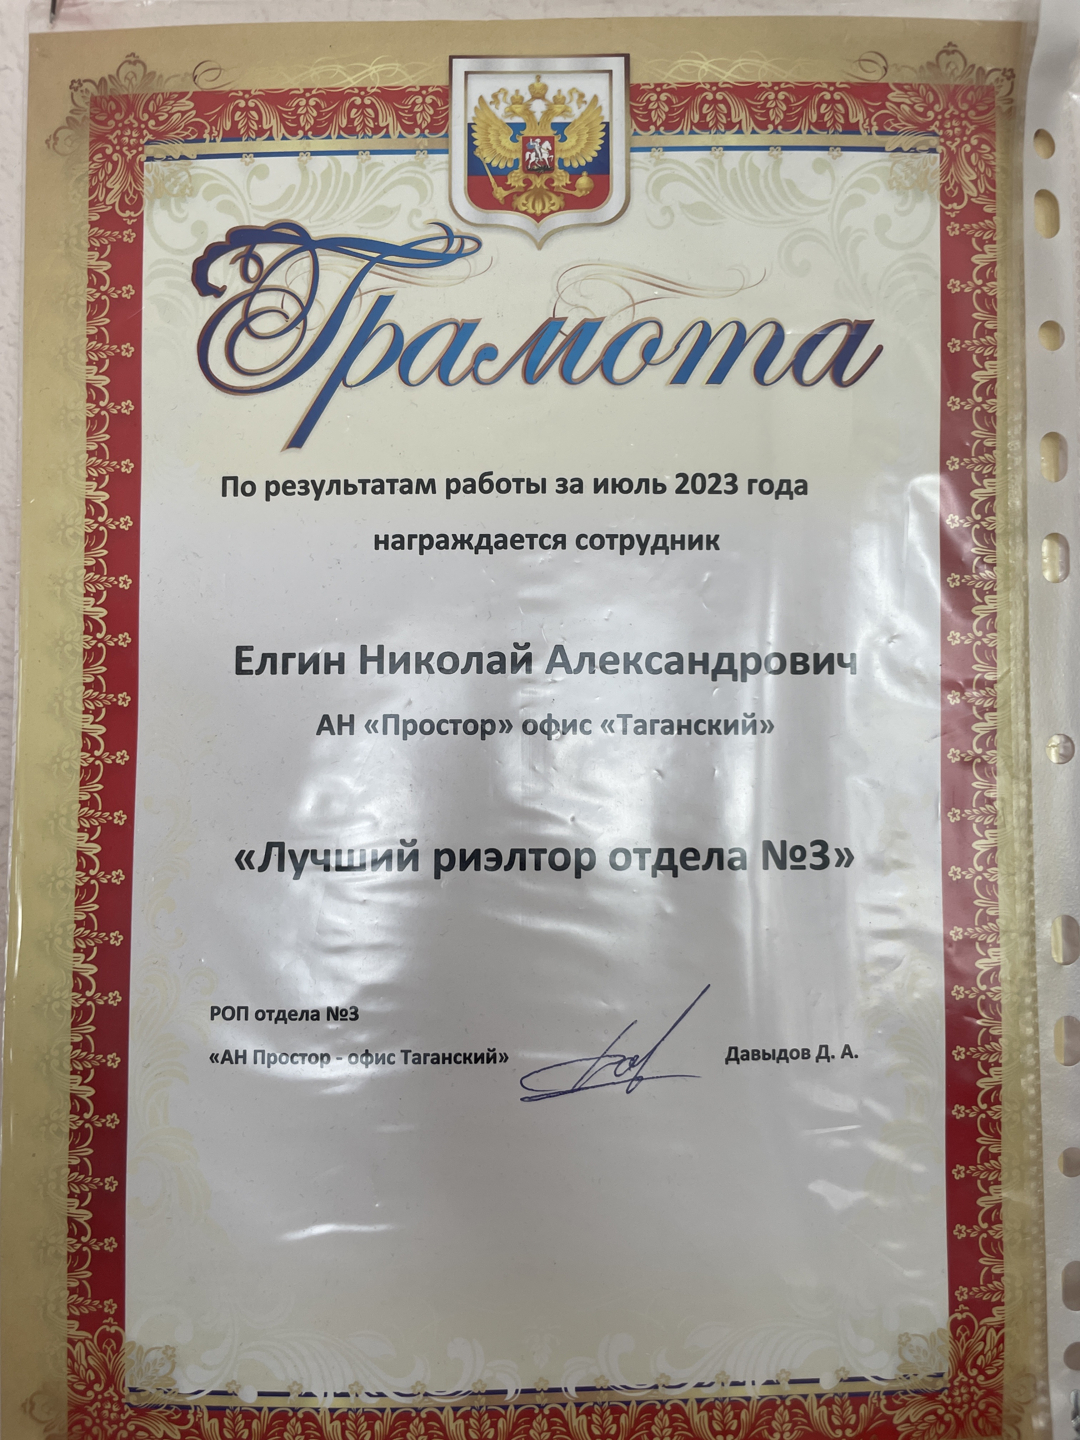 Грамота
По результатам работы за июль 2023 года
награждается сотрудник
Елгин Николай Александрович
АН «Простор» офис «Таганский»
«Лучший риэлтор отдела №3»
РОП отдела №3
«АН Простор - офис Таганский»
Давыдов Д. А.